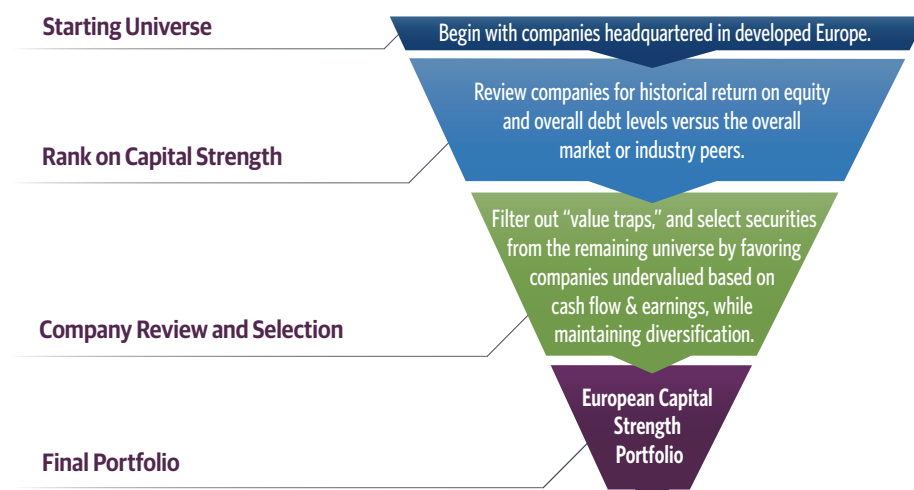 Starting Universe
Begin with companies headquartered in developed Europe.
Rank on Capital Strength
Review companies for historical return on equity
and overall debt levels versus the overall
market or industry peers.
Company Review and Selection
Filter out “value traps,” and select securities
from the remaining universe by favoring
companies undervalued based on
cash flow & earnings, while
maintaining diversification.
Final Portfolio
European Capital
Strength
Portfolio